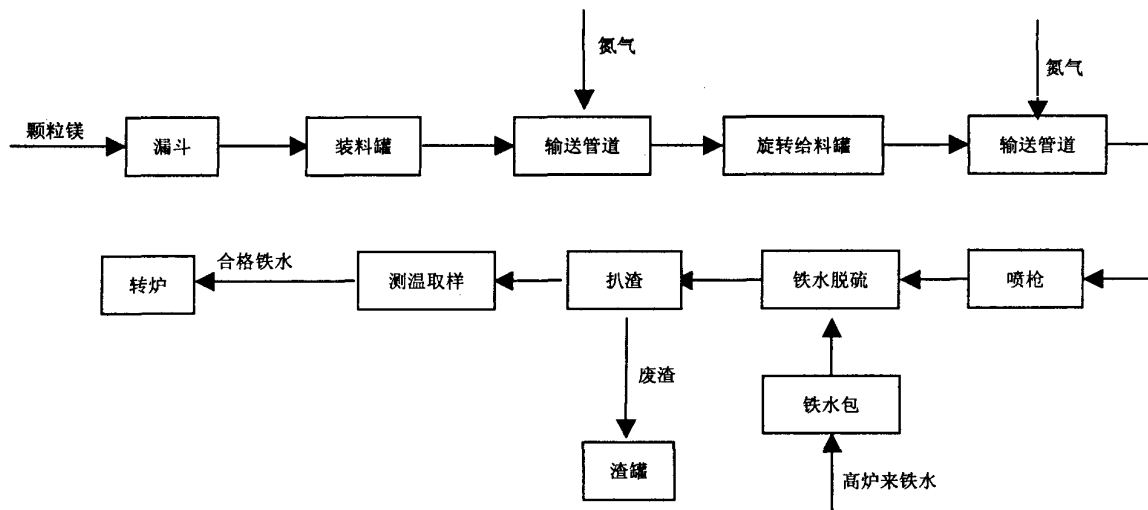 氮气
氮气
颗粒镁
漏斗
装料罐
输送管道
旋转给料罐
输送管道
合格铁水
转炉
测温取样
扒渣
铁水脱硫
喷枪
废渣
铁水包
渣罐
高炉来铁水